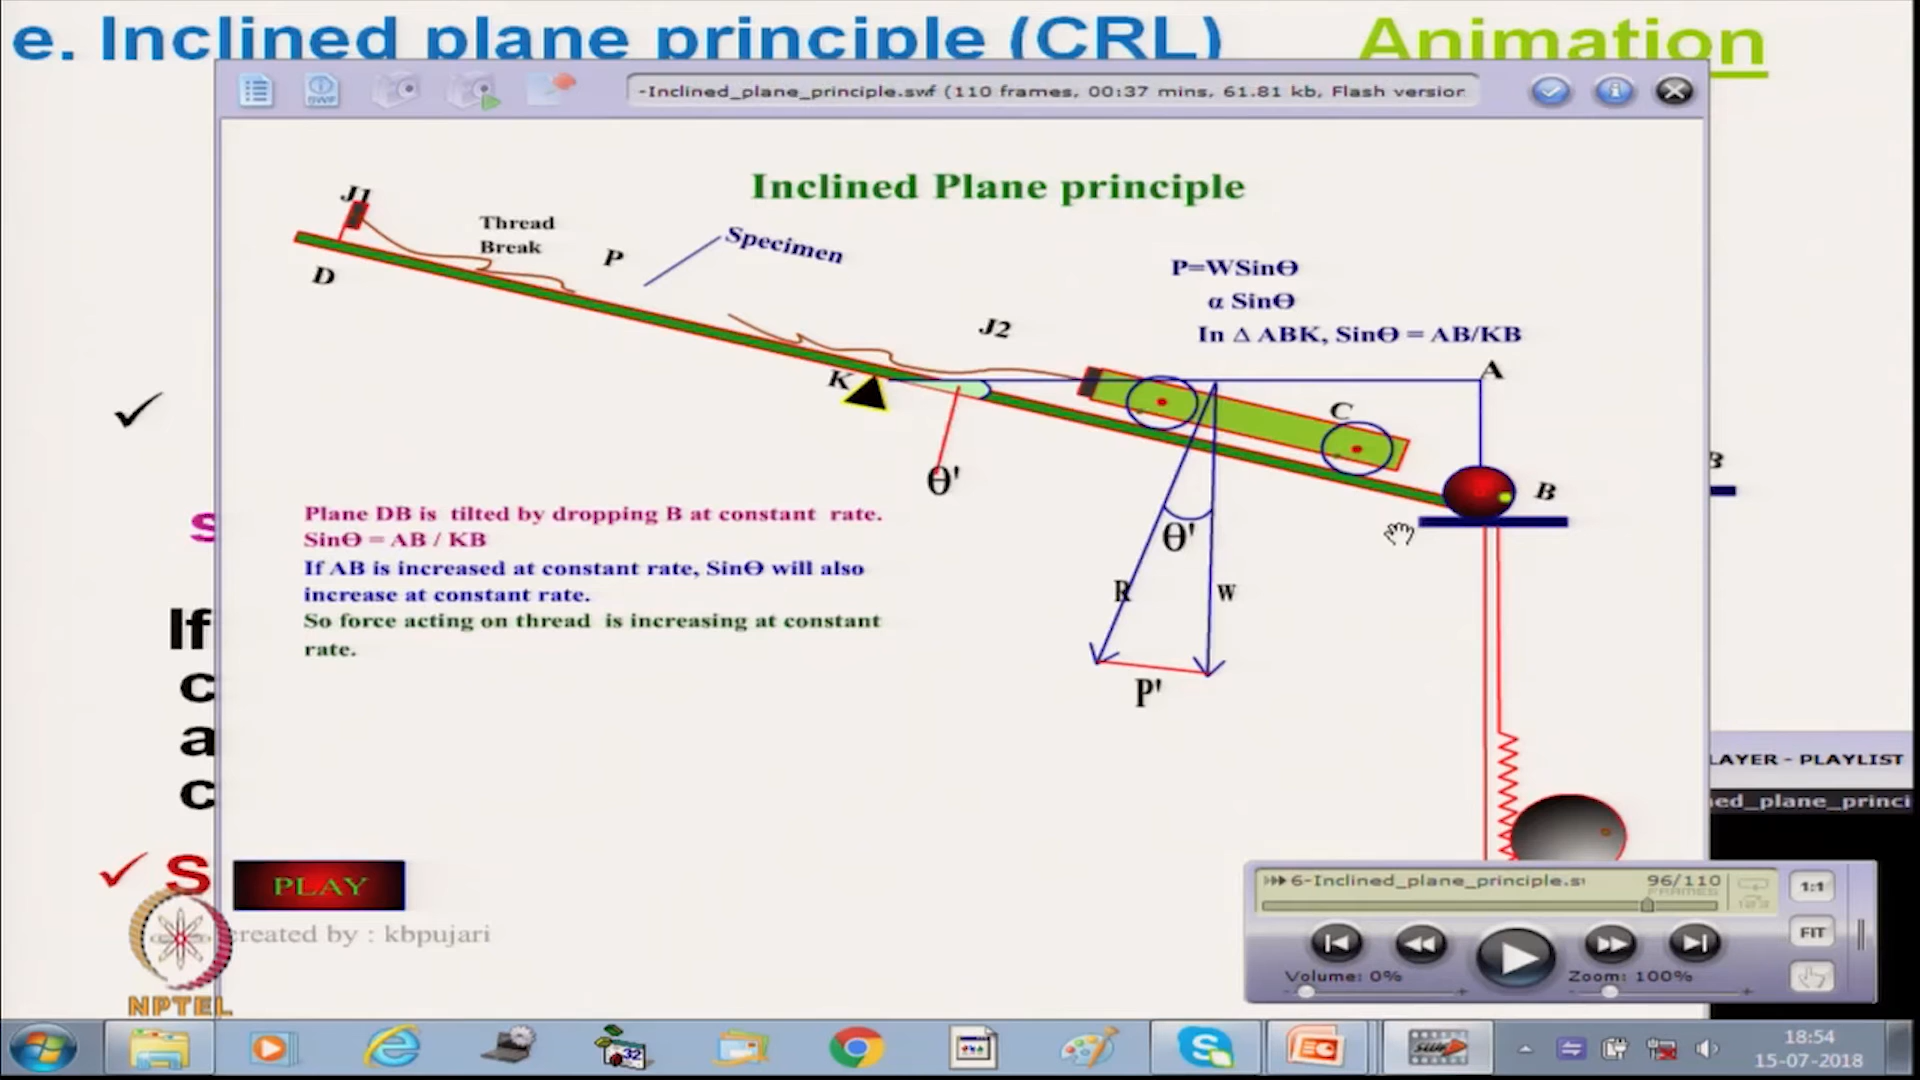 e. Inclined plane principle (CRL)
Animation
-Inclined_plane_principle.swf (110 frames, 00:37 mins, 61.81 kb, Flash version
SWF
Inclined Plane principle
J1
Thread
Break
P
Specimen
D
P=WSinΘ
α SinΘ
In Δ ABK, SinΘ = AB/KB
J2
K
A
C
B
Θ'
Θ'
R
W
P'
Plane DB is tilted by dropping B at constant rate.
SinΘ = AB / KB
If AB is increased at constant rate, SinΘ will also
increase at constant rate.
So force acting on thread is increasing at constant
rate.
S
If
c
a
c
S
PLAY
created by : kbpujari
NPTEL
LAYER - PLAYLIST
ned_plane_princi
6-Inclined_plane_principle.s
96/110
FRAMES
1:1
FIT
Volume: 0%
Zoom: 100%
32
18:54
15-07-2018